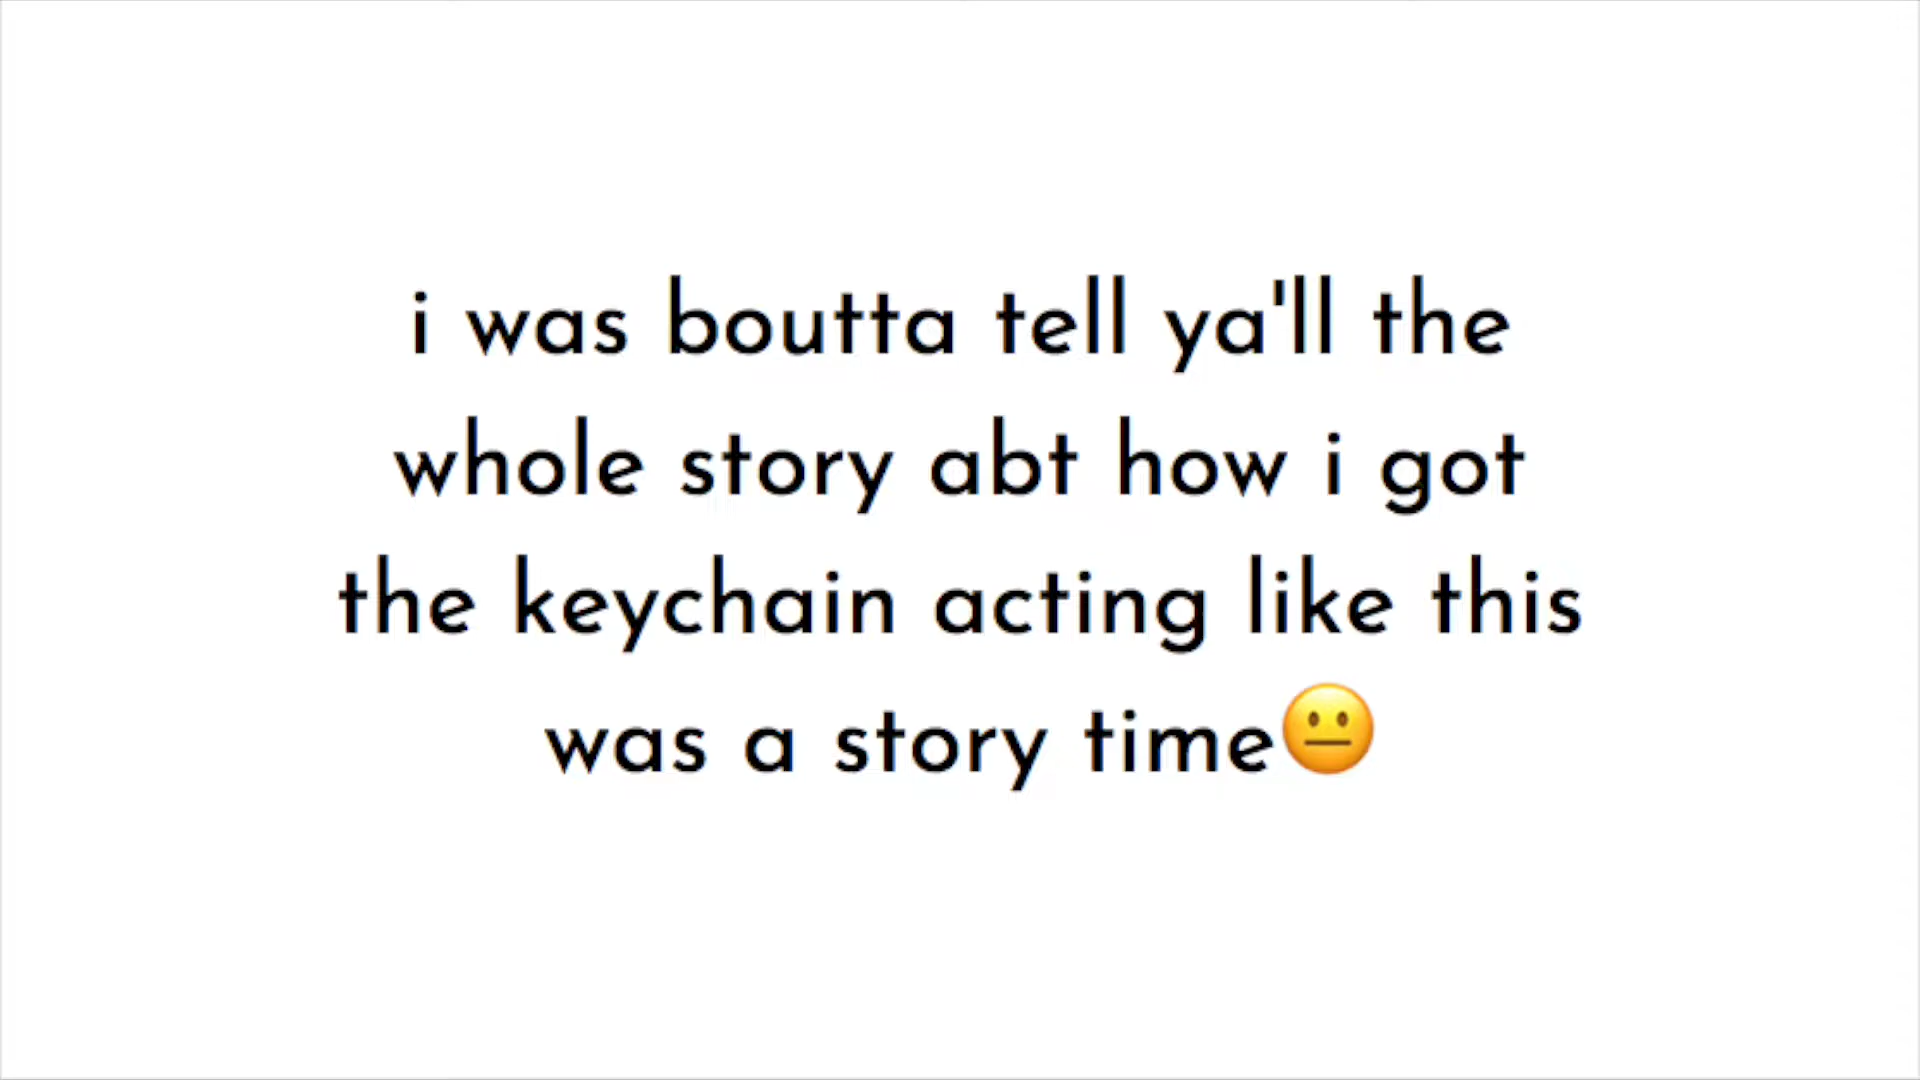 i was boutta tell ya'll the
whole story abt how i got
the keychain acting like this
was a story time😐